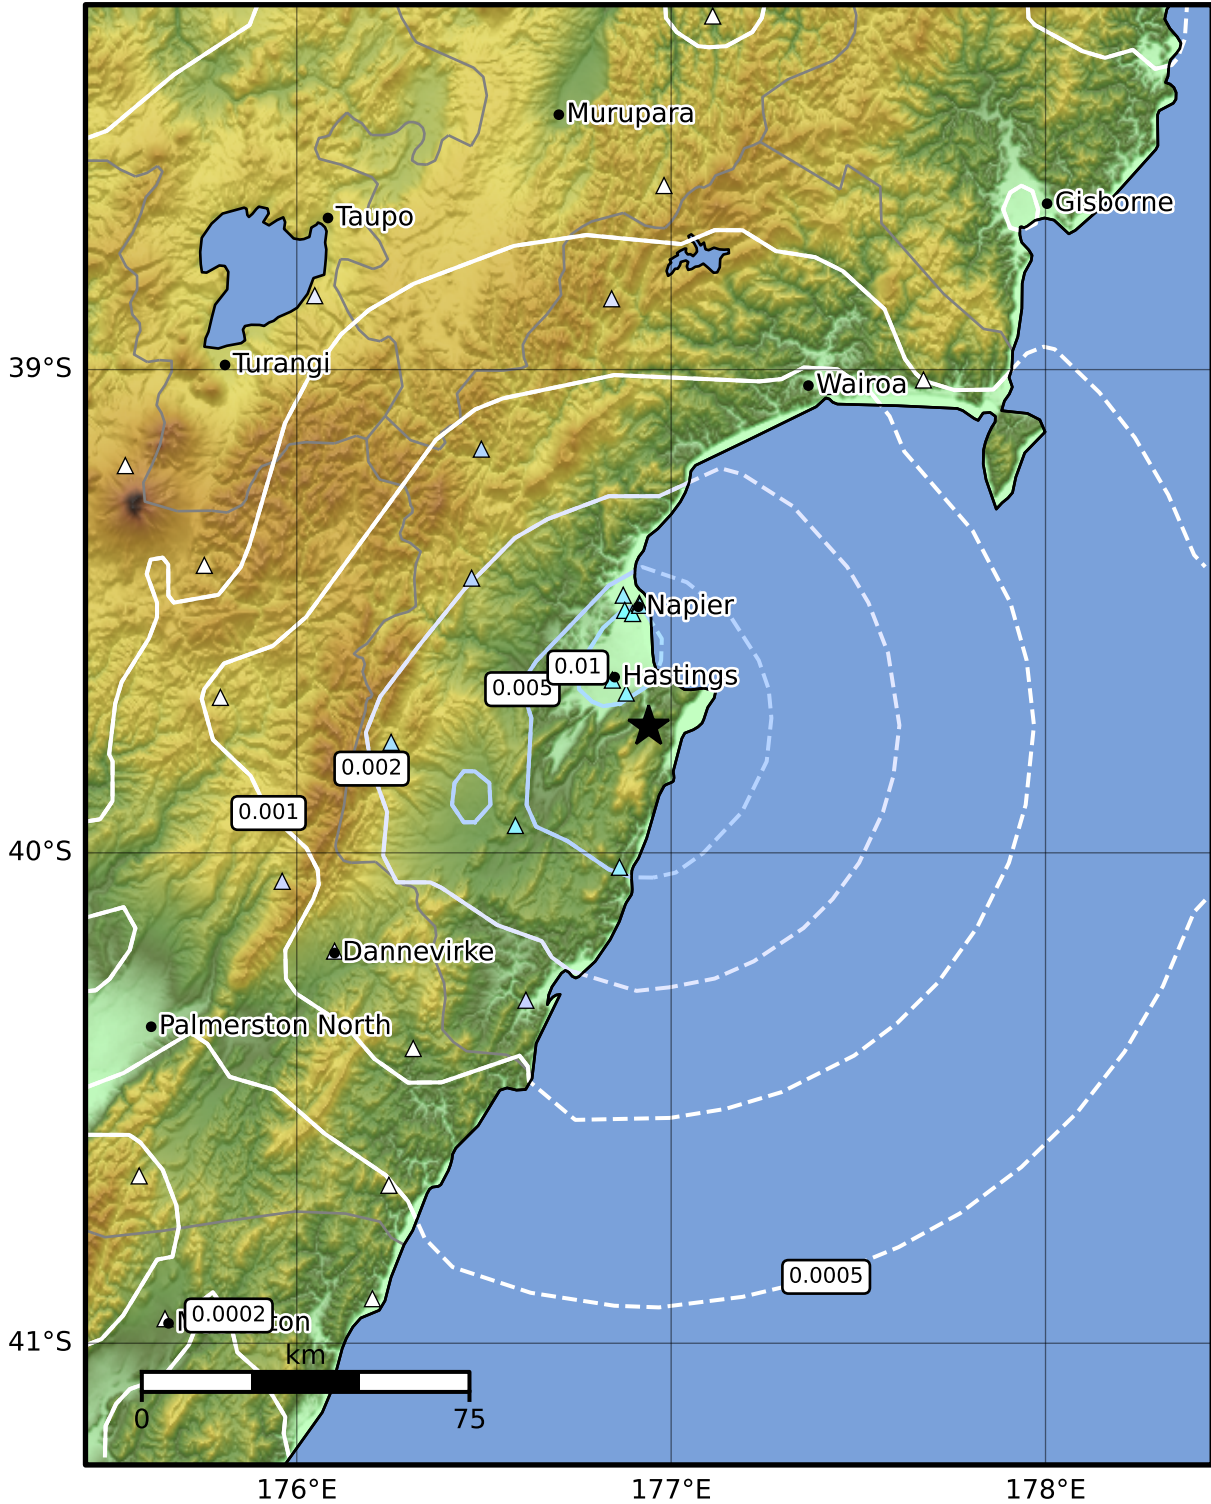 Murupara
Gisborne
Taupo
Turangi
39°S
Wairoa
Napier
0.01
Hastings
0.005
0.002
0.001
40°S
Dannevirke
Palmerston North
0.0005
0.0002
41°S
km
0
75
176°E
177°E
178°E